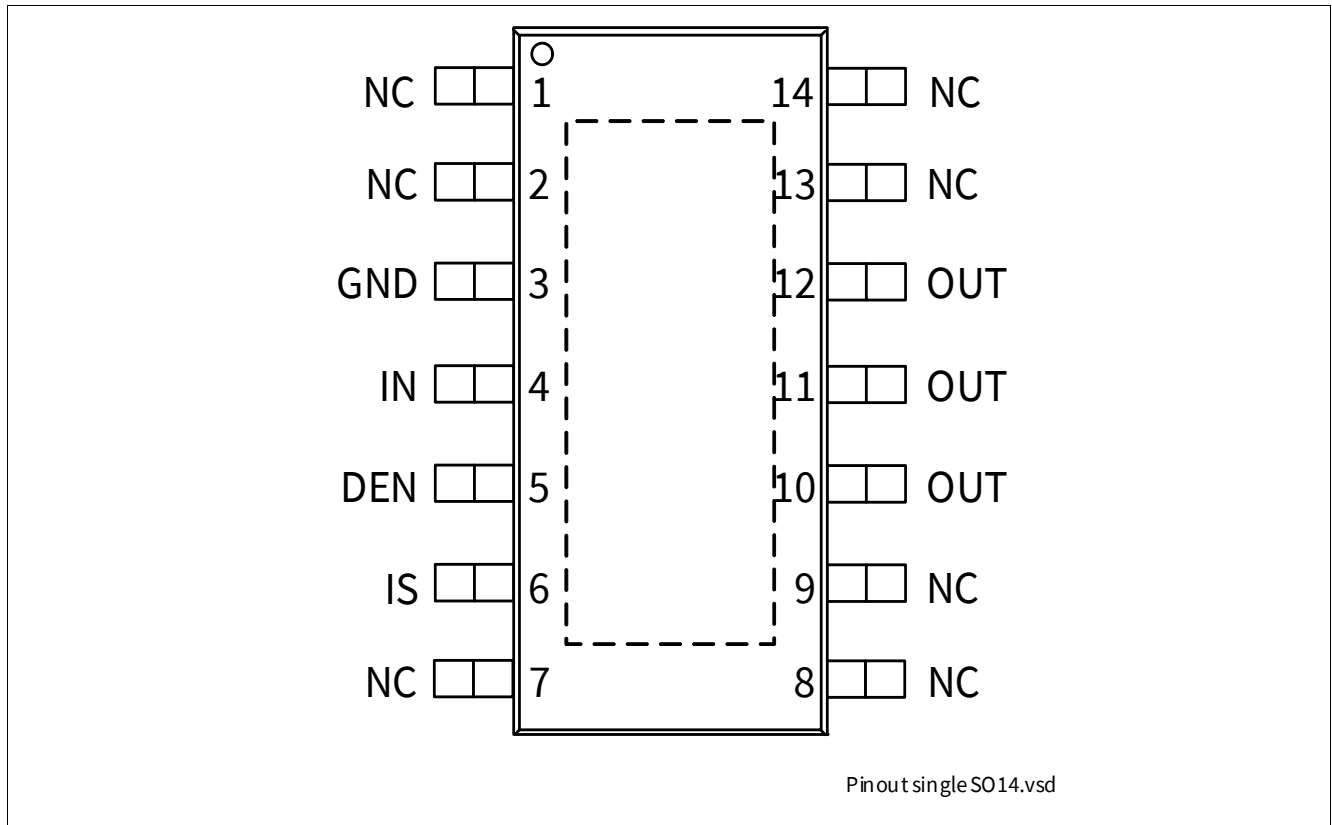 NC 1 14 NC
NC 2 13 NC
GND 3 12 OUT
IN 4 11 OUT
DEN 5 10 OUT
IS 6 9 NC
NC 7 8 NC
Pinout single SO14.vsd